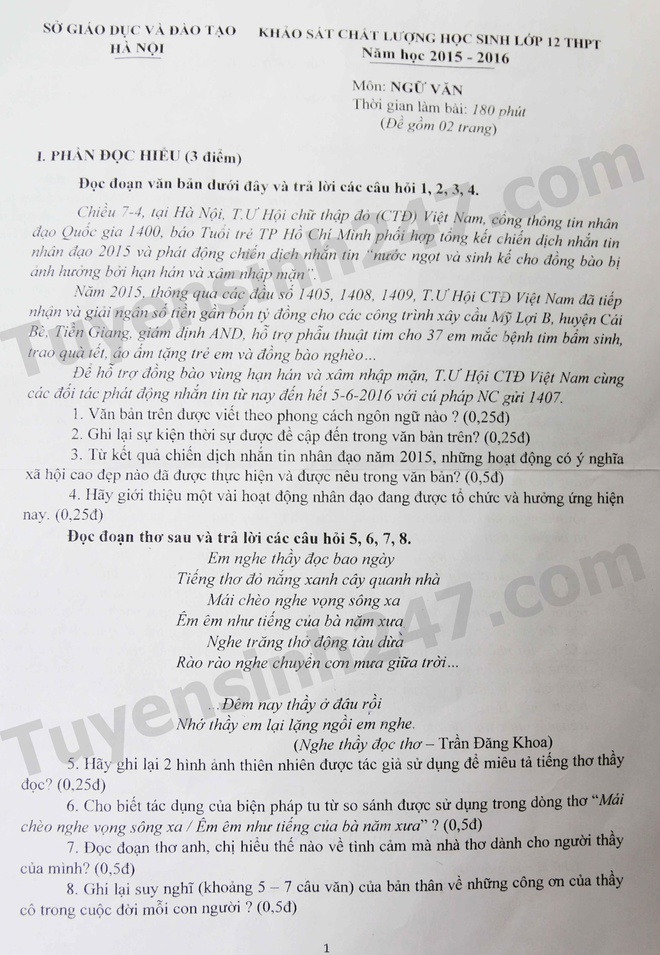 SỞ GIÁO DỤC VÀ ĐÀO TẠO
HÀ NỘI
KHẢO SÁT CHẤT LƯỢNG HỌC SINH LỚP 12 THPT
Năm học 2015 - 2016
Môn: NGỮ VĂN
Thời gian làm bài: 180 phút
(Đề gồm 02 trang)
I. PHẦN ĐỌC HIỂU (3 điểm)
Đọc đoạn văn bản dưới đây và trả lời các câu hỏi 1, 2, 3, 4.
Chiều 7-4, tại Hà Nội, T.Ư Hội chữ thập đỏ (CTĐ) Việt Nam, cổng thông tin nhân
đạo Quốc gia 1400, báo Tuổi trẻ TP Hồ Chí Minh phối hợp tổng kết chiến dịch nhắn tin
nhân đạo 2015 và phát động chiến dịch nhắn tin "nước ngọt và sinh kế cho đồng bào bị
ảnh hưởng bởi hạn hán và xâm nhập mặn".
Năm 2015, thông qua các đầu số 1405, 1408, 1409, T.Ư Hội CTĐ Việt Nam đã tiếp
nhận và giải ngân số tiền gần bốn tỷ đồng cho các công trình xây cầu Mỹ Lợi B, huyện Cái
Bè, Tiền Giang, giám định AND, hỗ trợ phẫu thuật tim cho 37 em mắc bệnh tim bẩm sinh,
trao quà tết, áo ấm tặng trẻ em và đồng bào nghèo...
Để hỗ trợ đồng bào vùng hạn hán và xâm nhập mặn, T.Ư Hội CTĐ Việt Nam cùng
các đối tác phát động nhắn tin từ nay đến hết 5-6-2016 với cú pháp NC gửi 1407.
1. Văn bản trên được viết theo phong cách ngôn ngữ nào ? (0,25đ)
2. Ghi lại sự kiện thời sự được đề cập đến trong văn bản trên? (0,25đ)
3. Từ kết quả chiến dịch nhắn tin nhân đạo năm 2015, những hoạt động có ý nghĩa
xã hội cao đẹp nào đã được thực hiện và được nêu trong văn bản? (0,5đ)
4. Hãy giới thiệu một vài hoạt động nhân đạo đang được tổ chức và hưởng ứng hiện
nay. (0,25đ)
Đọc đoạn thơ sau và trả lời các câu hỏi 5, 6, 7, 8.
Em nghe thầy đọc bao ngày
Tiếng thơ đỏ nắng xanh cây quanh nhà
Mái chèo nghe vọng sông xa
Êm êm như tiếng của bà năm xưa
Nghe trăng thở động tàu dừa
Rào rào nghe chuyển cơn mưa giữa trời...
...Đêm nay thầy ở đâu rồi
Nhớ thầy em lại lặng ngồi em nghe.
(Nghe thầy đọc thơ – Trần Đăng Khoa)
5. Hãy ghi lại 2 hình ảnh thiên nhiên được tác giả sử dụng để miêu tả tiếng thơ thầy
đọc? (0,25đ)
6. Cho biết tác dụng của biện pháp tu từ so sánh được sử dụng trong dòng thơ "Mái
chèo nghe vọng sông xa / Êm êm như tiếng của bà năm xưa" ? (0,5đ)
7. Đọc đoạn thơ anh, chị hiểu thế nào về tình cảm mà nhà thơ dành cho người thầy
của mình? (0,5đ)
8. Ghi lại suy nghĩ (khoảng 5 – 7 câu văn) của bản thân về những công ơn của thầy
cô trong cuộc đời mỗi con người ? (0,5đ)
1
Tuyensinh247.com
Tuyensinh247.com